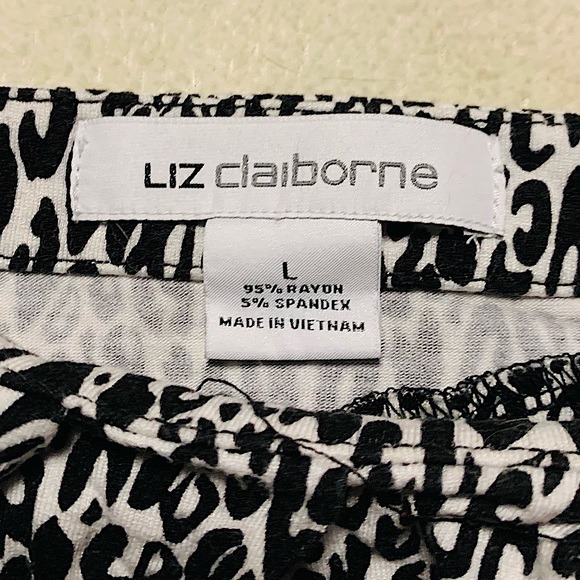 LIZ claiborne
L
95% RAYON
5% SPANDEX
MADE IN VIETNAM